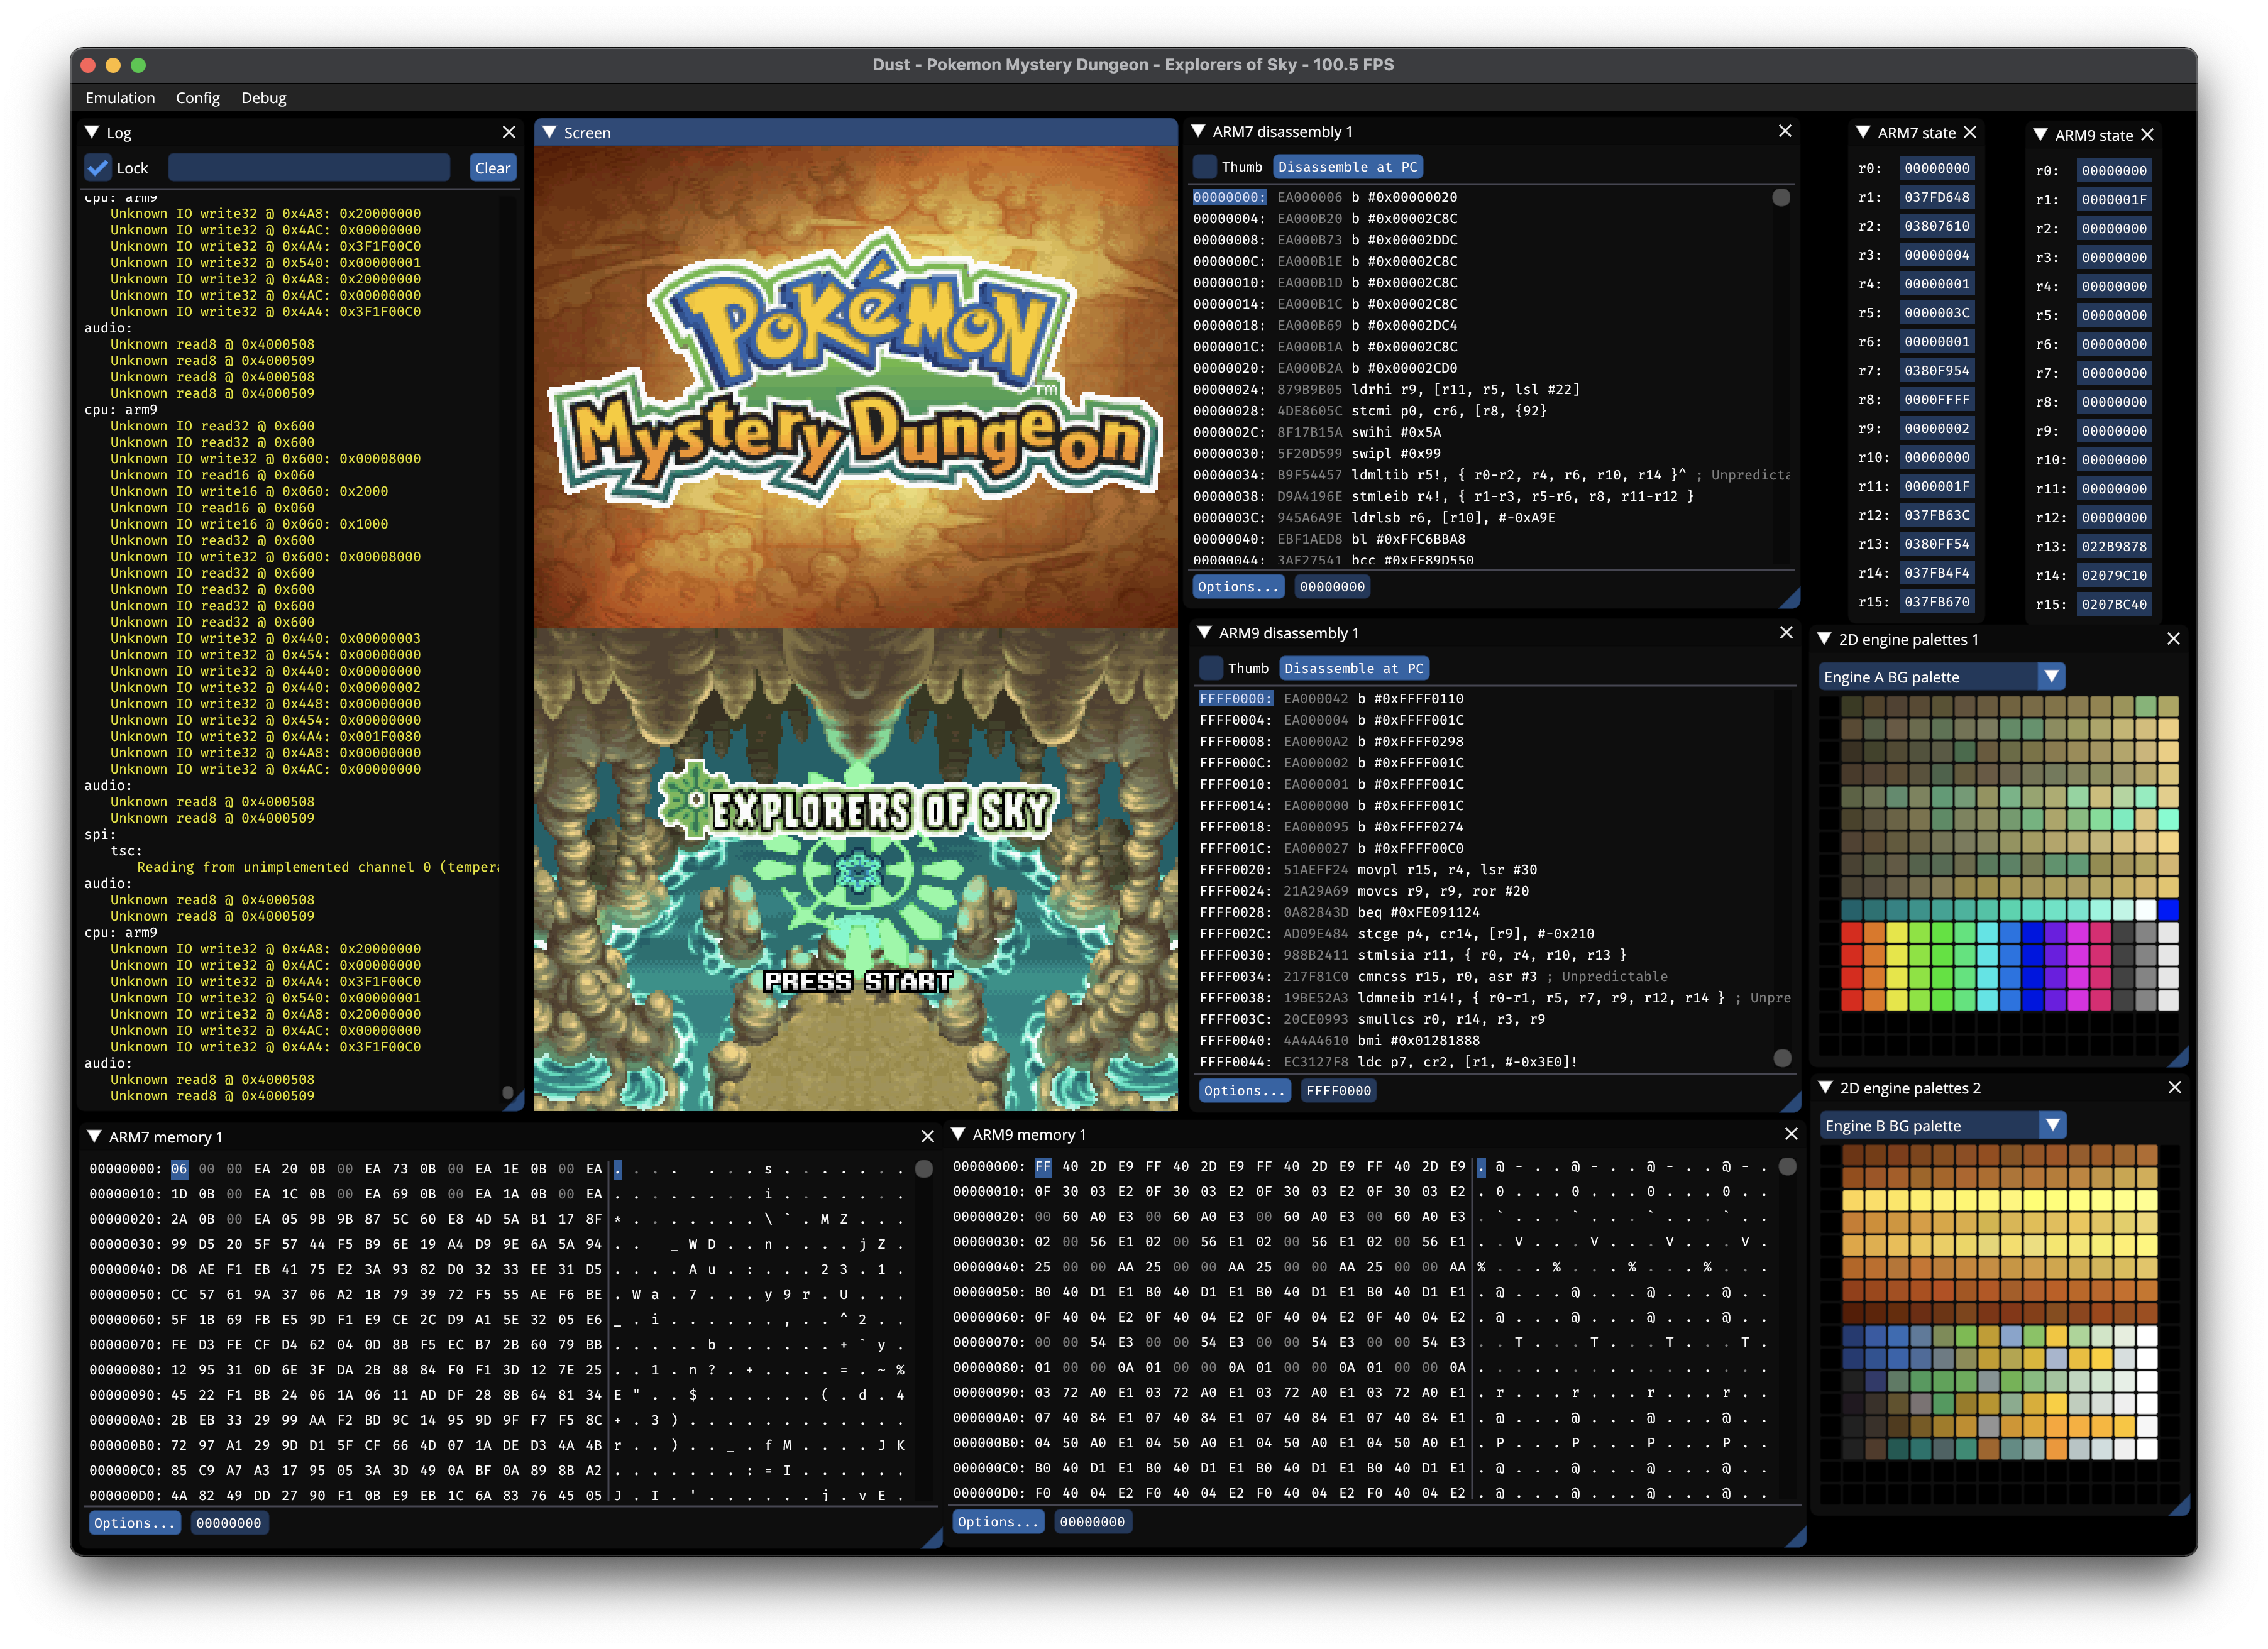 Dust - Pokemon Mystery Dungeon - Explorers of Sky - 100.5 FPS
Emulation Config Debug
Log
Lock Clear
cpu: arm9
Unknown IO write32 @ 0x4A8: 0x20000000
Unknown IO write32 @ 0x4AC: 0x00000000
Unknown IO write32 @ 0x4A4: 0x3F1F00C0
Unknown IO write32 @ 0x540: 0x00000001
Unknown IO write32 @ 0x4A8: 0x20000000
Unknown IO write32 @ 0x4AC: 0x00000000
Unknown IO write32 @ 0x4A4: 0x3F1F00C0
audio:
Unknown read8 @ 0x4000508
Unknown read8 @ 0x4000509
Unknown read8 @ 0x4000508
Unknown read8 @ 0x4000509
cpu: arm9
Unknown IO read32 @ 0x600
Unknown IO read32 @ 0x600
Unknown IO write32 @ 0x600: 0x00008000
Unknown IO read16 @ 0x060
Unknown IO write16 @ 0x060: 0x2000
Unknown IO read16 @ 0x060
Unknown IO write16 @ 0x060: 0x1000
Unknown IO read32 @ 0x600
Unknown IO write32 @ 0x600: 0x00008000
Unknown IO read32 @ 0x600
Unknown IO read32 @ 0x600
Unknown IO read32 @ 0x600
Unknown IO read32 @ 0x600
Unknown IO write32 @ 0x440: 0x00000003
Unknown IO write32 @ 0x454: 0x00000000
Unknown IO write32 @ 0x440: 0x00000000
Unknown IO write32 @ 0x440: 0x00000002
Unknown IO write32 @ 0x448: 0x00000000
Unknown IO write32 @ 0x454: 0x00000000
Unknown IO write32 @ 0x4A4: 0x001F0080
Unknown IO write32 @ 0x4A8: 0x00000000
Unknown IO write32 @ 0x4AC: 0x00000000
audio:
Unknown read8 @ 0x4000508
Unknown read8 @ 0x4000509
spi:
tsc:
Reading from unimplemented channel 0 (tempera
audio:
Unknown read8 @ 0x4000508
Unknown read8 @ 0x4000509
cpu: arm9
Unknown IO write32 @ 0x4A8: 0x20000000
Unknown IO write32 @ 0x4AC: 0x00000000
Unknown IO write32 @ 0x4A4: 0x3F1F00C0
Unknown IO write32 @ 0x540: 0x00000001
Unknown IO write32 @ 0x4A8: 0x20000000
Unknown IO write32 @ 0x4AC: 0x00000000
Unknown IO write32 @ 0x4A4: 0x3F1F00C0
audio:
Unknown read8 @ 0x4000508
Unknown read8 @ 0x4000509
Screen
POKéMON
Mystery Dungeon
TM
EXPLORERS OF SKY
PRESS START
ARM7 disassembly 1
Thumb Disassemble at PC
00000000: EA000006 b #0x00000020
00000004: EA000B20 b #0x00002C8C
00000008: EA000B73 b #0x00002DDC
0000000C: EA000B1E b #0x00002C8C
00000010: EA000B1D b #0x00002C8C
00000014: EA000B1C b #0x00002C8C
00000018: EA000B69 b #0x00002DC4
0000001C: EA000B1A b #0x00002C8C
00000020: EA000B2A b #0x00002CD0
00000024: 879B9B05 ldrhi r9, [r11, r5, lsl #22]
00000028: 4DE8605C stcmi p0, cr6, [r8, {92}
0000002C: 8F17B15A swihi #0x5A
00000030: 5F20D599 swipl #0x99
00000034: B9F54457 ldmltib r5!, { r0-r2, r4, r6, r10, r14 }^ ; Unpredicta
00000038: D9A4196E stmleib r4!, { r1-r3, r5-r6, r8, r11-r12 }
0000003C: 945A6A9E ldrlsb r6, [r10], #-0xA9E
00000040: EBF1AED8 bl #0xFFC6BBA8
00000044: 3AE27541 bcc #0xFF89D550
Options... 00000000
ARM9 disassembly 1
Thumb Disassemble at PC
FFFF0000: EA000042 b #0xFFFF0110
FFFF0004: EA000004 b #0xFFFF001C
FFFF0008: EA0000A2 b #0xFFFF0298
FFFF000C: EA000002 b #0xFFFF001C
FFFF0010: EA000001 b #0xFFFF001C
FFFF0014: EA000000 b #0xFFFF001C
FFFF0018: EA000095 b #0xFFFF0274
FFFF001C: EA000027 b #0xFFFF00C0
FFFF0020: 51AEFF24 movpl r15, r4, lsr #30
FFFF0024: 21A29A69 movcs r9, r9, ror #20
FFFF0028: 0A82843D beq #0xFE091124
FFFF002C: AD09E484 stcge p4, cr14, [r9], #-0x210
FFFF0030: 988B2411 stmlsia r11, { r0, r4, r10, r13 }
FFFF0034: 217F81C0 cmncss r15, r0, asr #3 ; Unpredictable
FFFF0038: 19BE52A3 ldmneib r14!, { r0-r1, r5, r7, r9, r12, r14 } ; Unpre
FFFF003C: 20CE0993 smullcs r0, r14, r3, r9
FFFF0040: 4A4A4610 bmi #0x01281888
FFFF0044: EC3127F8 ldc p7, cr2, [r1, #-0x3E0]!
Options... FFFF0000
ARM7 state
r0: 00000000
r1: 037FD648
r2: 03807610
r3: 00000004
r4: 00000001
r5: 0000003C
r6: 00000001
r7: 0380F954
r8: 0000FFFF
r9: 00000002
r10: 00000000
r11: 0000001F
r12: 037FB63C
r13: 0380FF54
r14: 037FB4F4
r15: 037FB670
ARM9 state
r0: 00000000
r1: 0000001F
r2: 00000000
r3: 00000000
r4: 00000000
r5: 00000000
r6: 00000000
r7: 00000000
r8: 00000000
r9: 00000000
r10: 00000000
r11: 00000000
r12: 00000000
r13: 022B9878
r14: 02079C10
r15: 0207BC40
2D engine palettes 1
Engine A BG palette
2D engine palettes 2
Engine B BG palette
ARM7 memory 1
00000000: 06 00 00 EA 20 0B 00 EA 73 0B 00 EA 1E 0B 00 EA . . . . . . . s . . . . . . .
00000010: 1D 0B 00 EA 1C 0B 00 EA 69 0B 00 EA 1A 0B 00 EA . . . . . . . . i . . . . . . .
00000020: 2A 0B 00 EA 05 9B 9B 87 5C 60 E8 4D 5A B1 17 8F * . . . . . . . \ ` . M Z . . .
00000030: 99 D5 20 5F 57 44 F5 B9 6E 19 A4 D9 9E 6A 5A 94 . . _ W D . . n . . . . j Z .
00000040: D8 AE F1 EB 41 75 E2 3A 93 82 D0 32 33 EE 31 D5 . . . . A u . : . . . 2 3 . 1 .
00000050: CC 57 61 9A 37 06 A2 1B 79 39 72 F5 55 AE F6 BE . W a . 7 . . . y 9 r . U . . .
00000060: 5F 1B 69 FB E5 9D F1 E9 CE 2C D9 A1 5E 32 05 E6 _ . i . . . . . . , . . ^ 2 . .
00000070: FE D3 FE CF D4 62 04 0D 8B F5 EC B7 2B 60 79 BB . . . . . b . . . . . . + ` y .
00000080: 12 95 31 0D 6E 3F DA 2B 88 84 F0 F1 3D 12 7E 25 . . 1 . n ? . + . . . . = . ~ %
00000090: 45 22 F1 BB 24 06 1A 06 11 AD DF 28 8B 64 81 34 E " . . $ . . . . . . ( . d . 4
000000A0: 2B EB 33 29 99 AA F2 BD 9C 14 95 9D 9F F7 F5 8C + . 3 ) . . . . . . . . . . . .
000000B0: 72 97 A1 29 9D D1 5F CF 66 4D 07 1A DE D3 4A 4B r . . ) . . _ . f M . . . . J K
000000C0: 85 C9 A7 A3 17 95 05 3A 3D 49 0A BF 0A 89 8B A2 . . . . . . . : = I . . . . . .
000000D0: 4A 82 49 DD 27 90 F1 0B E9 EB 1C 6A 83 76 45 05 J . I . ' . . . . . . j . v E .
Options... 00000000
ARM9 memory 1
00000000: FF 40 2D E9 FF 40 2D E9 FF 40 2D E9 FF 40 2D E9 . @ - . . @ - . . @ - . . @ - .
00000010: 0F 30 03 E2 0F 30 03 E2 0F 30 03 E2 0F 30 03 E2 . 0 . . . 0 . . . 0 . . . 0 . .
00000020: 00 60 A0 E3 00 60 A0 E3 00 60 A0 E3 00 60 A0 E3 . ` . . . ` . . . ` . . . ` . .
00000030: 02 00 56 E1 02 00 56 E1 02 00 56 E1 02 00 56 E1 . . V . . . V . . . V . . . V .
00000040: 25 00 00 AA 25 00 00 AA 25 00 00 AA 25 00 00 AA % . . . % . . . % . . . % . . .
00000050: B0 40 D1 E1 B0 40 D1 E1 B0 40 D1 E1 B0 40 D1 E1 . @ . . . @ . . . @ . . . @ . .
00000060: 0F 40 04 E2 0F 40 04 E2 0F 40 04 E2 0F 40 04 E2 . @ . . . @ . . . @ . . . @ . .
00000070: 00 00 54 E3 00 00 54 E3 00 00 54 E3 00 00 54 E3 . . T . . . T . . . T . . . T .
00000080: 01 00 00 0A 01 00 00 0A 01 00 00 0A 01 00 00 0A . . . . . . . . . . . . . . . .
00000090: 03 72 A0 E1 03 72 A0 E1 03 72 A0 E1 03 72 A0 E1 . r . . . r . . . r . . . r . .
000000A0: 07 40 84 E1 07 40 84 E1 07 40 84 E1 07 40 84 E1 . @ . . . @ . . . @ . . . @ . .
000000B0: 04 50 A0 E1 04 50 A0 E1 04 50 A0 E1 04 50 A0 E1 . P . . . P . . . P . . . P . .
000000C0: B0 40 D1 E1 B0 40 D1 E1 B0 40 D1 E1 B0 40 D1 E1 . @ . . . @ . . . @ . . . @ . .
000000D0: F0 40 04 E2 F0 40 04 E2 F0 40 04 E2 F0 40 04 E2 . @ . . . @ . . . @ . . . @ . .
Options... 00000000